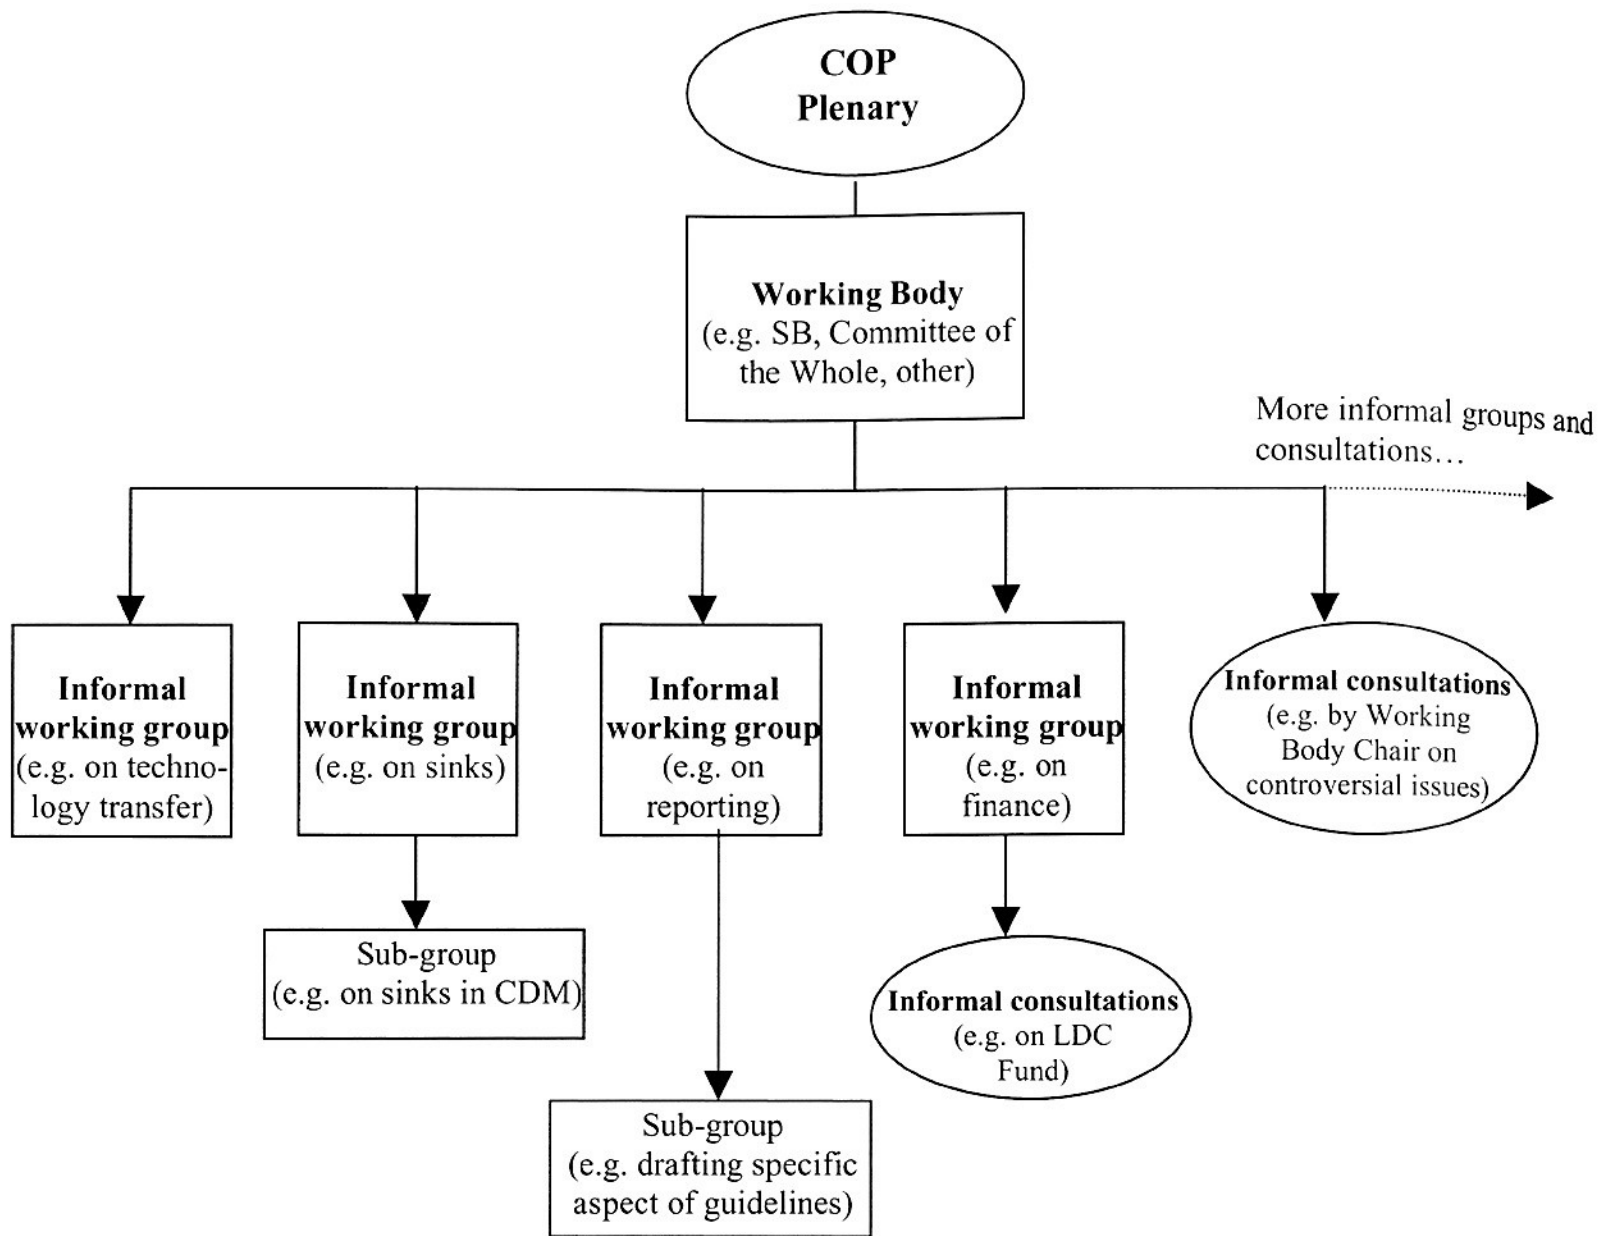 COP
Plenary
Working Body
(e.g. SB, Committee of
the Whole, other)
More informal groups and
consultations…
Informal
working group
(e.g. on techno-
logy transfer)
Informal
working group
(e.g. on sinks)
Informal
working group
(e.g. on
reporting)
Informal
working group
(e.g. on
finance)
Informal consultations
(e.g. by Working
Body Chair on
controversial issues)
Sub-group
(e.g. on sinks in CDM)
Informal consultations
(e.g. on LDC
Fund)
Sub-group
(e.g. drafting specific
aspect of guidelines)